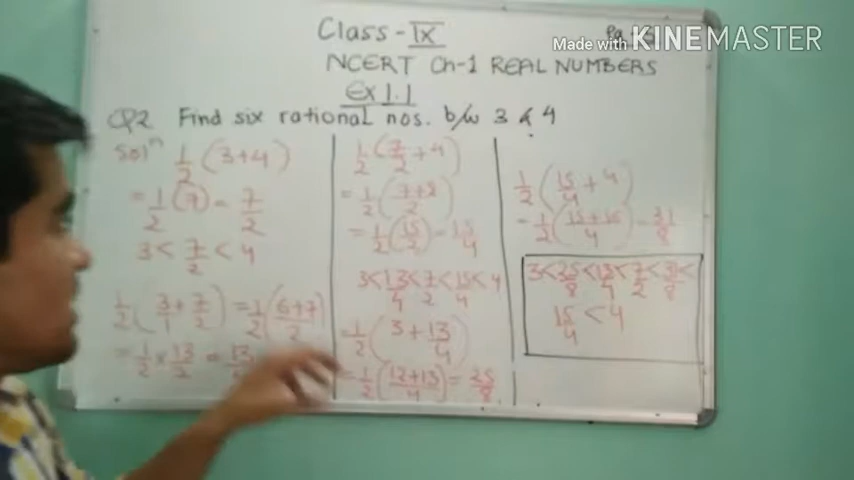 Class - IX
Made with KINEMASTER
NCERT Ch-1 REAL NUMBERS
Ex 1.1
Q2 Find six rational nos. b/w 3 & 4
Solⁿ 1/2 (3+4)
= 1/2 (7) = 7/2
3 < 7/2 < 4
1/2 (3/1 + 7/2) = 1/2 (6+7/2)
= 1/2 × 13/2 = 13
1/2 (7/2 + 4)
= 1/2 (7+8/2)
= 1/2 (15/2) = 15/4
3 < 13/4 < 7/2 < 15/4 < 4
= 1/2 (3 + 13/4)
= 1/2 (12+13/4) = 25/8
1/2 (15/4 + 4)
= 1/2 (15+16/4) = 31/8
3 < 25/8 < 13/4 < 7/2 < 31/8 <
15/4 < 4